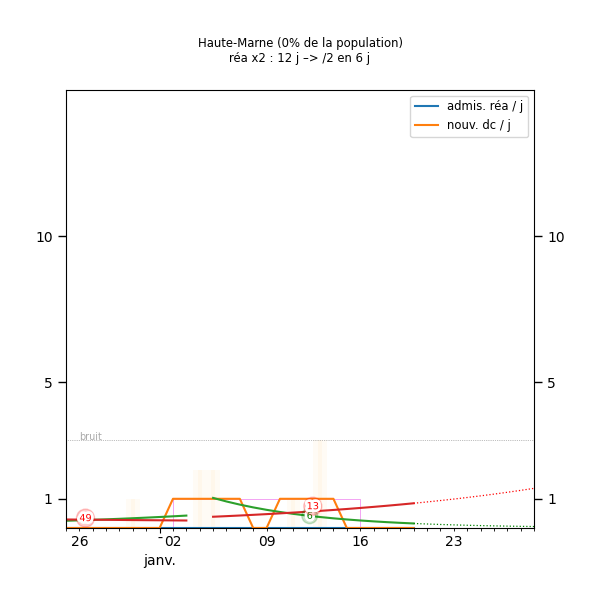 Haute-Marne (0% de la population)
réa x2 : 12 j –> /2 en 6 j
admis. réa / j
nouv. dc / j
10
10
5
5
bruit
1
1
49
13
6
26
02
09
16
23
janv.